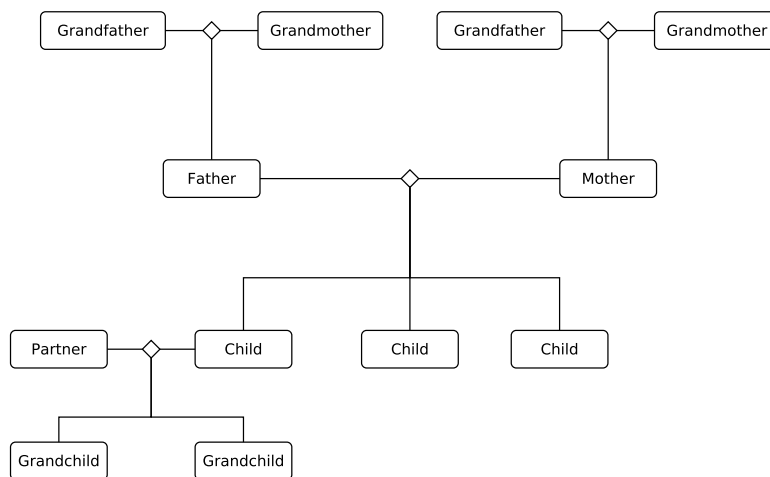 Grandfather
Grandmother
Grandfather
Grandmother
Father
Mother
Partner
Child
Child
Child
Grandchild
Grandchild